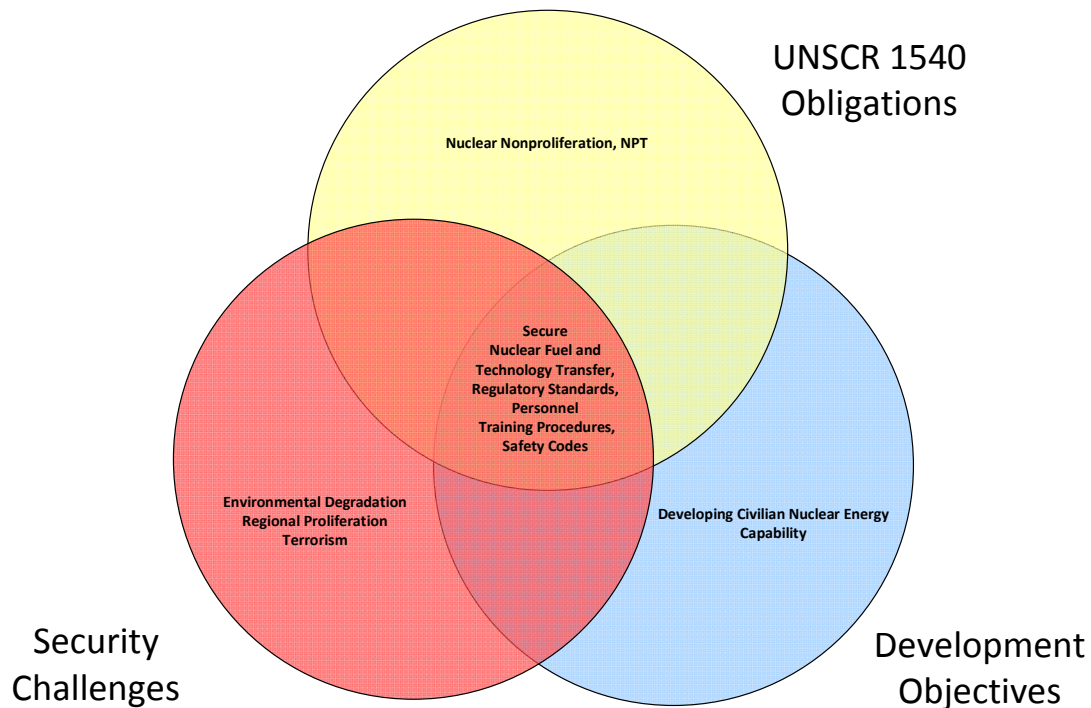 UNSCR 1540
Obligations
Nuclear Nonproliferation, NPT
Secure
Nuclear Fuel and
Technology Transfer,
Regulatory Standards,
Personnel
Training Procedures,
Safety Codes
Environmental Degradation
Regional Proliferation
Terrorism
Developing Civilian Nuclear Energy
Capability
Security
Challenges
Development
Objectives